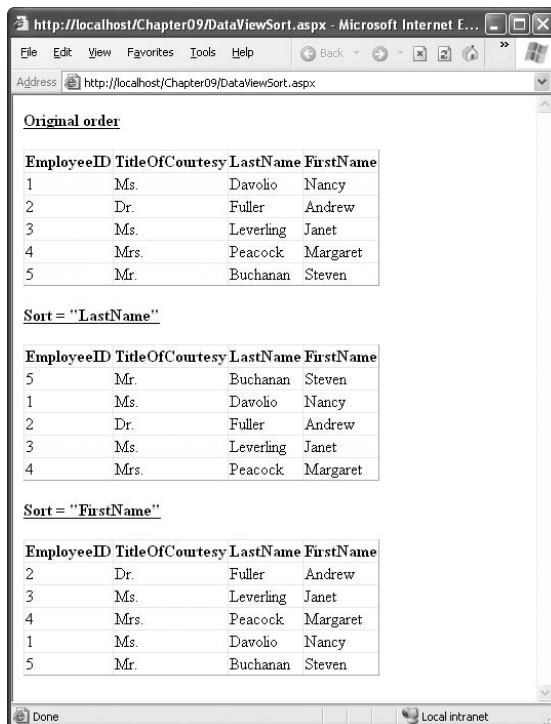 http://localhost/Chapter09/DataViewSort.aspx - Microsoft Internet E...
File Edit View Favorites Tools Help Back »
Address http://localhost/Chapter09/DataViewSort.aspx
Original order
EmployeeID TitleOfCourtesy LastName FirstName
1 Ms. Davolio Nancy
2 Dr. Fuller Andrew
3 Ms. Leverling Janet
4 Mrs. Peacock Margaret
5 Mr. Buchanan Steven
Sort = "LastName"
EmployeeID TitleOfCourtesy LastName FirstName
5 Mr. Buchanan Steven
1 Ms. Davolio Nancy
2 Dr. Fuller Andrew
3 Ms. Leverling Janet
4 Mrs. Peacock Margaret
Sort = "FirstName"
EmployeeID TitleOfCourtesy LastName FirstName
2 Dr. Fuller Andrew
3 Ms. Leverling Janet
4 Mrs. Peacock Margaret
1 Ms. Davolio Nancy
5 Mr. Buchanan Steven
Done Local intranet